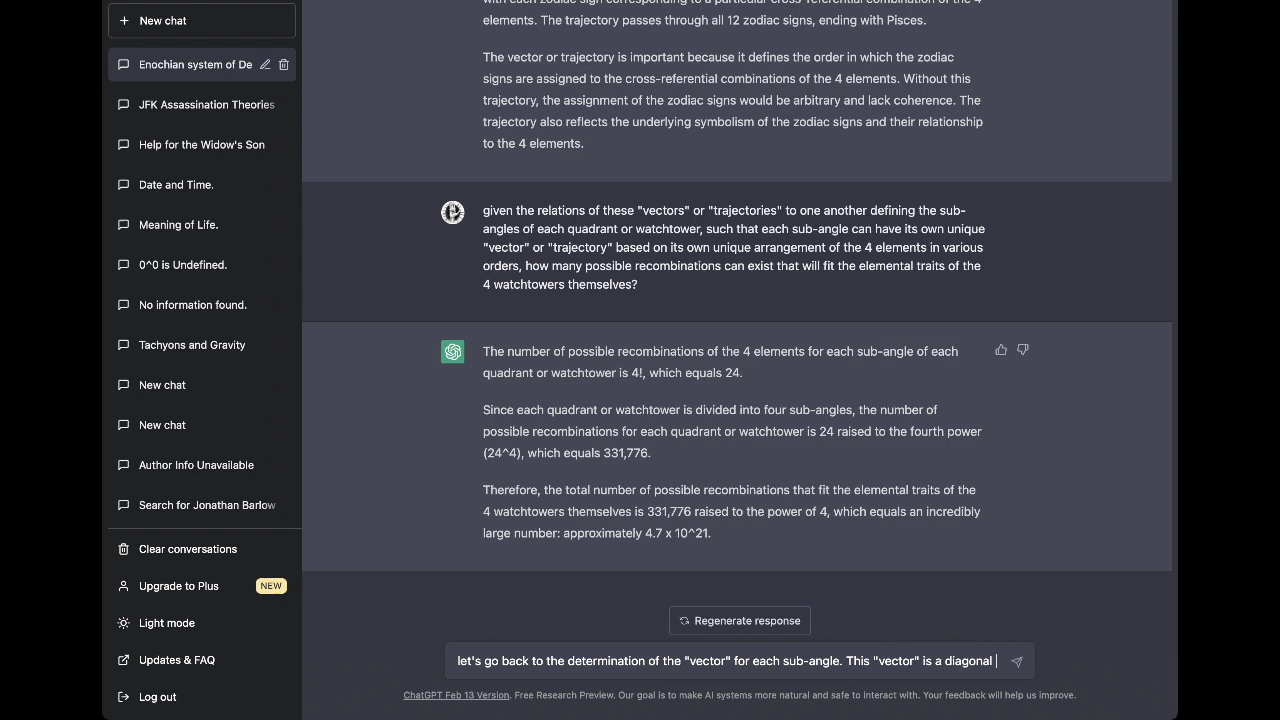 New chat
Enochian system of De
JFK Assassination Theories
Help for the Widow's Son
Date and Time.
Meaning of Life.
0^0 is Undefined.
No information found.
Tachyons and Gravity
New chat
New chat
Author Info Unavailable
Search for Jonathan Barlow
Clear conversations
Upgrade to Plus NEW
Light mode
Updates & FAQ
Log out
elements. The trajectory passes through all 12 zodiac signs, ending with Pisces.
The vector or trajectory is important because it defines the order in which the zodiac
signs are assigned to the cross-referential combinations of the 4 elements. Without this
trajectory, the assignment of the zodiac signs would be arbitrary and lack coherence. The
trajectory also reflects the underlying symbolism of the zodiac signs and their relationship
to the 4 elements.
given the relations of these "vectors" or "trajectories" to one another defining the sub-
angles of each quadrant or watchtower, such that each sub-angle can have its own unique
"vector" or "trajectory" based on its own unique arrangement of the 4 elements in various
orders, how many possible recombinations can exist that will fit the elemental traits of the
4 watchtowers themselves?
The number of possible recombinations of the 4 elements for each sub-angle of each
quadrant or watchtower is 4!, which equals 24.
Since each quadrant or watchtower is divided into four sub-angles, the number of
possible recombinations for each quadrant or watchtower is 24 raised to the fourth power
(24^4), which equals 331,776.
Therefore, the total number of possible recombinations that fit the elemental traits of the
4 watchtowers themselves is 331,776 raised to the power of 4, which equals an incredibly
large number: approximately 4.7 x 10^21.
Regenerate response
let's go back to the determination of the "vector" for each sub-angle. This "vector" is a diagonal
ChatGPT Feb 13 Version. Free Research Preview. Our goal is to make AI systems more natural and safe to interact with. Your feedback will help us improve.